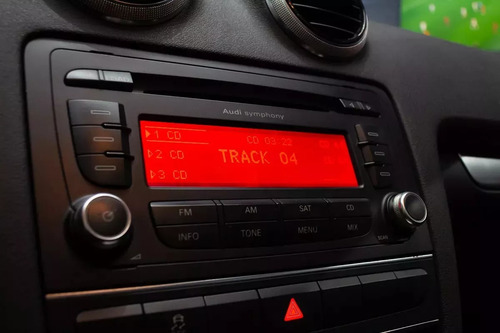 Audi symphony
1 CD CD 03:22
2 CD TRACK 04
3 CD
FM AM SAT CD
INFO TONE MENU MIX
SCAN